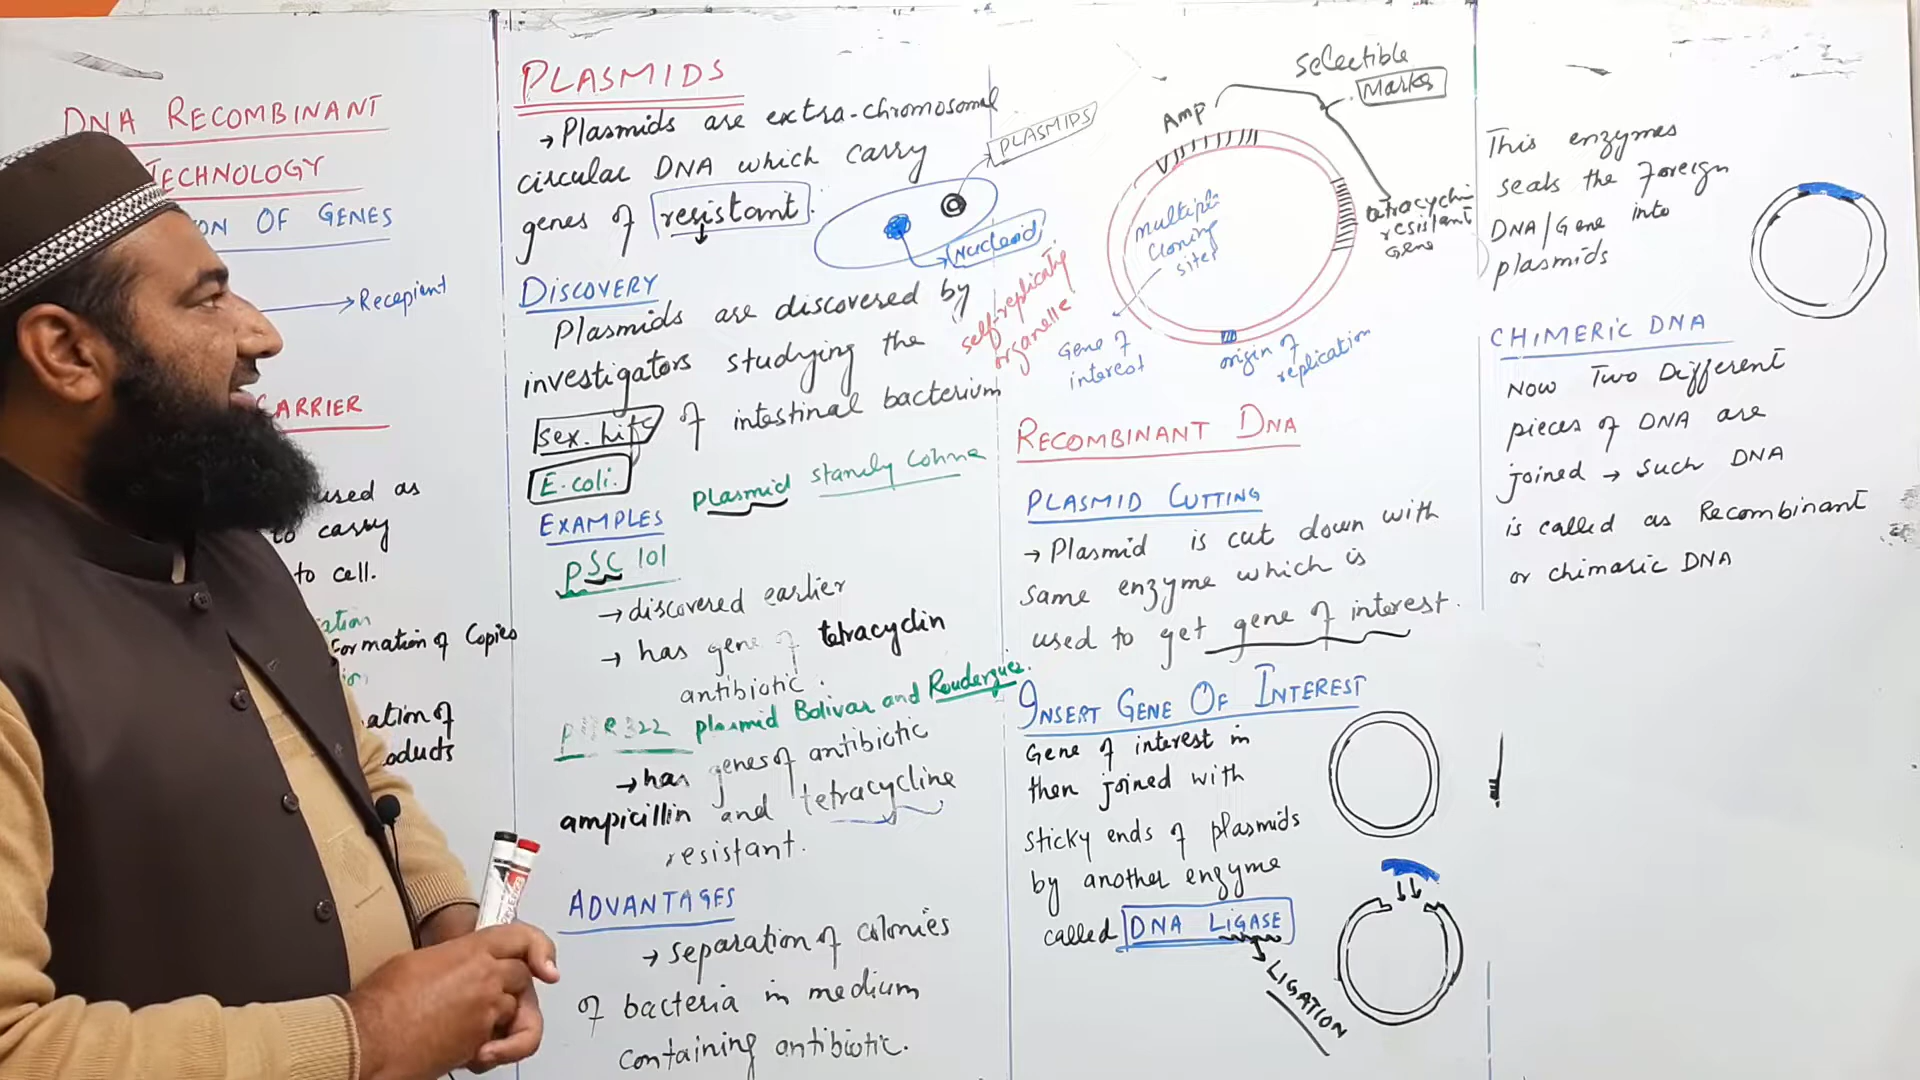 DNA RECOMBINANT
TECHNOLOGY
ON OF GENES
Recepient
CARRIER
used as
to carry
to cell.
Formation of Copies
ation of
oducts
PLASMIDS
→ Plasmids are extra-chromosomal
circular DNA which carry
genes of resistant.
PLASMIDS
Nucleoid
DISCOVERY
Plasmids are discovered by
investigators studying the
sex. life of intestinal bacterium
E.coli.
plasmid stanely Cohne
EXAMPLES
pSC 101
→ discovered earlier
→ has gene of tetracyclin
antibiotic.
322 plasmid Bolivar and
→ has genes of antibiotic
ampicillin and tetracycline
resistant.
ADVANTAGES
→ separation of colonies
of bacteria in medium
containing antibiotic.
selectible
Marks
Amp
multiple
cloning
sites
resistant
Gene
self-replicating
organelle
Gene of
interest
origin of
replication
RECOMBINANT DNA
PLASMID CUTTING
→ Plasmid is cut down with
same enzyme which is
used to get gene of interest.
INSERT GENE OF INTEREST
Gene of interest in
then joined with
sticky ends of plasmids
by another enzyme
called DNA LIGASE
LIGATION
This enzymes
seals the Foreign
DNA/Gene into
plasmids
CHIMERIC DNA
Now Two Different
pieces of DNA are
joined → such DNA
is called as Recombinant
or chimaric DNA